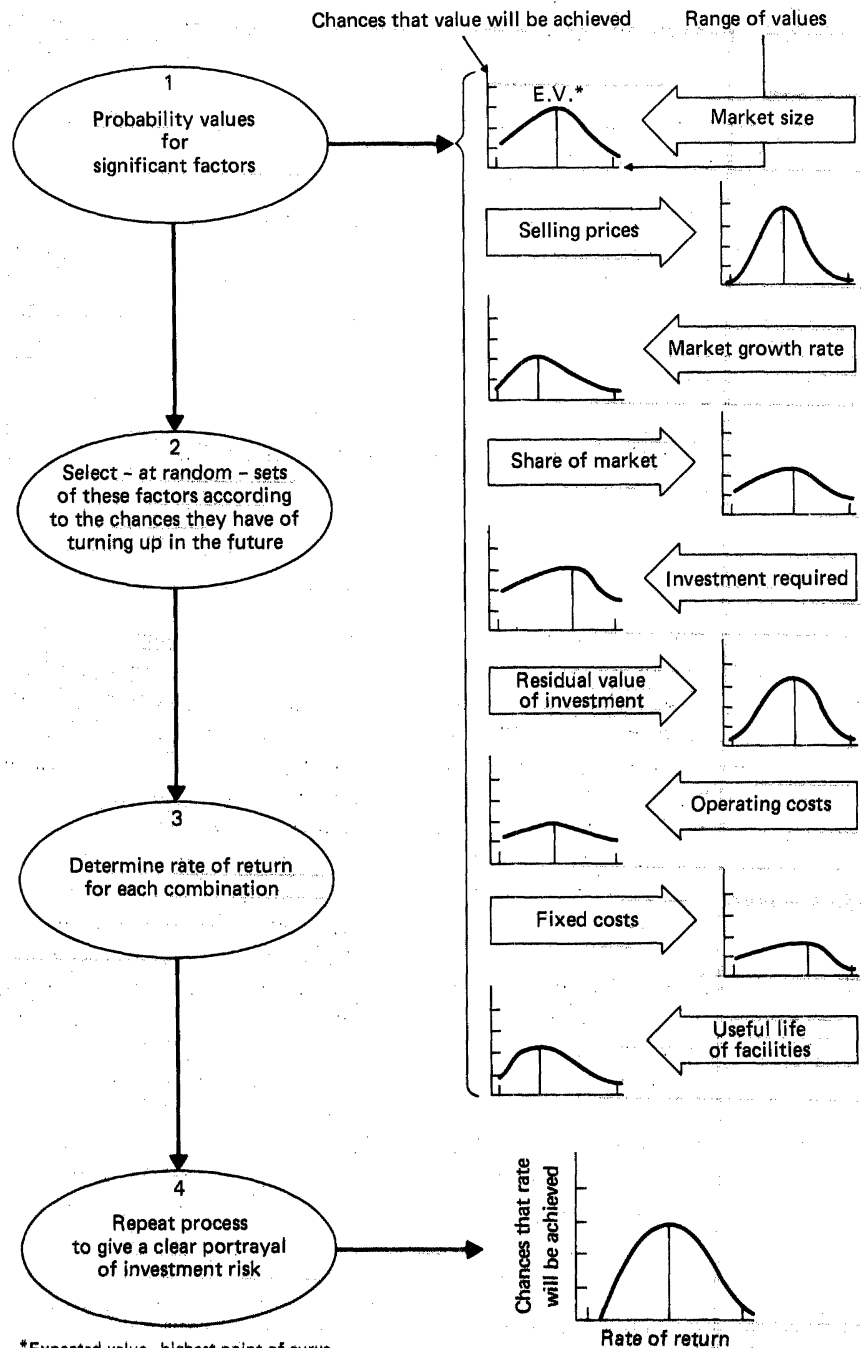 Chances that value will be achieved
Range of values
1
Probability values
for
significant factors
E.V.*
Market size
Selling prices
Market growth rate
2
Select – at random – sets
of these factors according
to the chances they have of
turning up in the future
Share of market
Investment required
Residual value
of investment
3
Determine rate of return
for each combination
Operating costs
Fixed costs
Useful life
of facilities
4
Repeat process
to give a clear portrayal
of investment risk
Chances that rate
will be achieved
Rate of return
*Expected value–highest point of curve